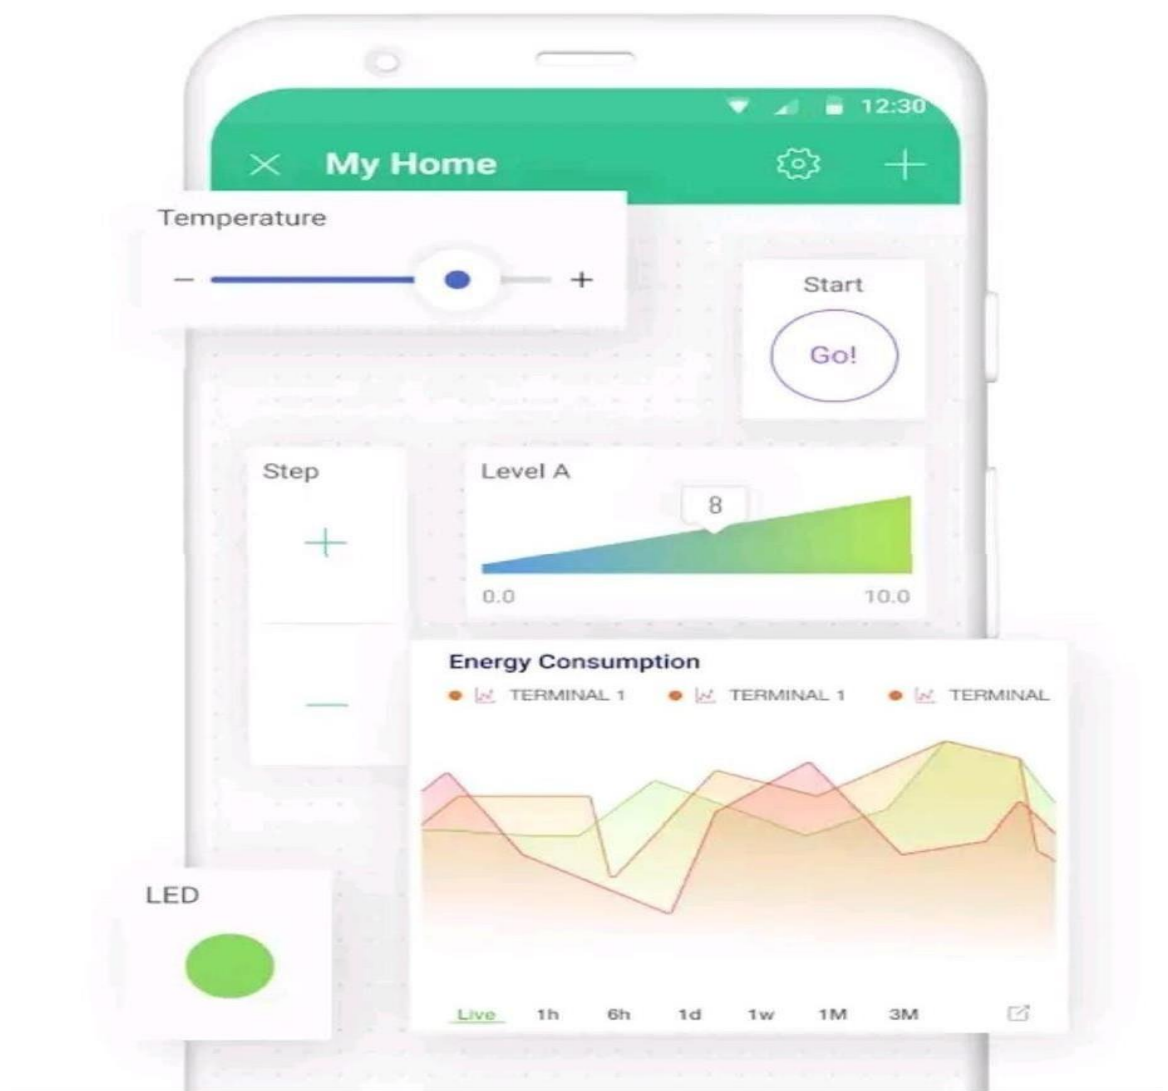 12:30
My Home
Temperature
− +
Start
Go!
Step
+
−
Level A
8
0.0 10.0
Energy Consumption
TERMINAL 1 TERMINAL 1 TERMINAL
LED
Live 1h 6h 1d 1w 1M 3M